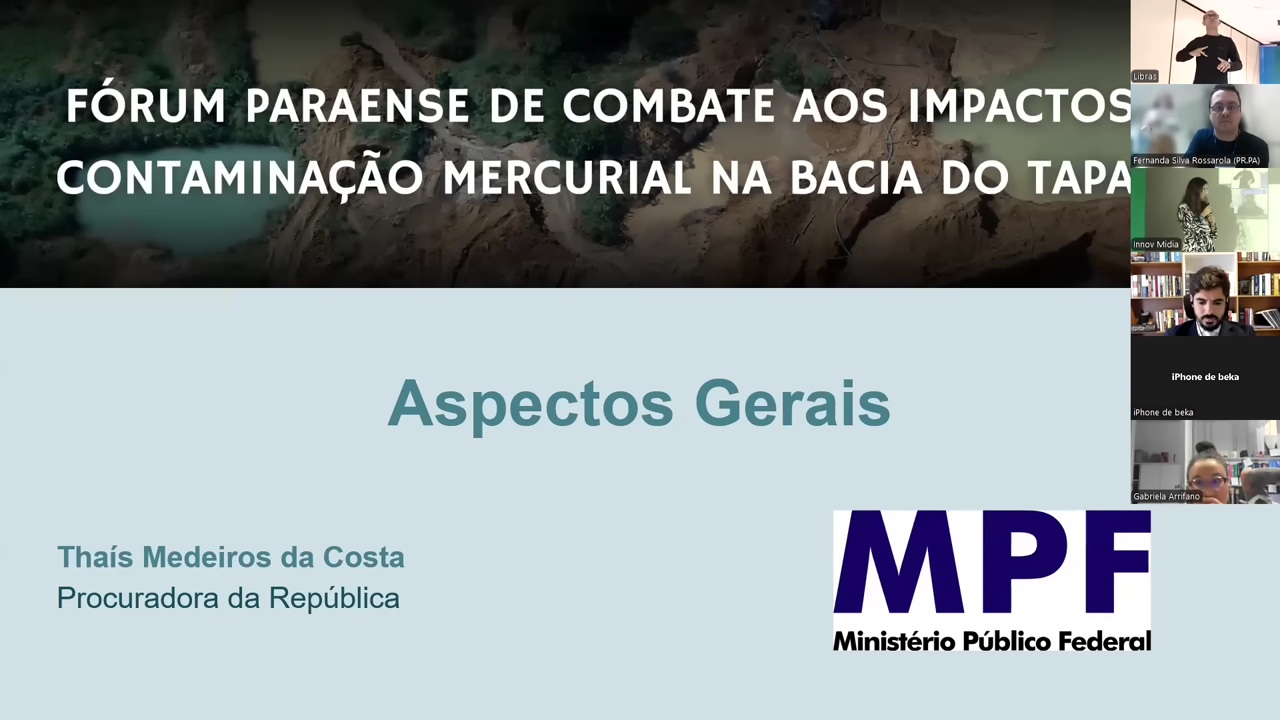 FÓRUM PARAENSE DE COMBATE AOS IMPACTOS
CONTAMINAÇÃO MERCURIAL NA BACIA DO TAPA
Aspectos Gerais
Thaís Medeiros da Costa
Procuradora da República
MPF
Ministério Público Federal
Libras
Fernanda Silva Rossarola (PR.PA)
Innov Midia
iPhone de beka
iPhone de beka
Gabriela Arrifano